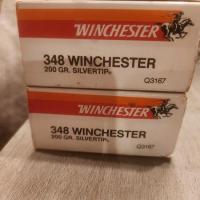 WINCHESTER
348 WINCHESTER
200 GR. SILVERTIP®
Q3167
WINCHESTER
348 WINCHESTER
200 GR. SILVERTIP®
Q3167